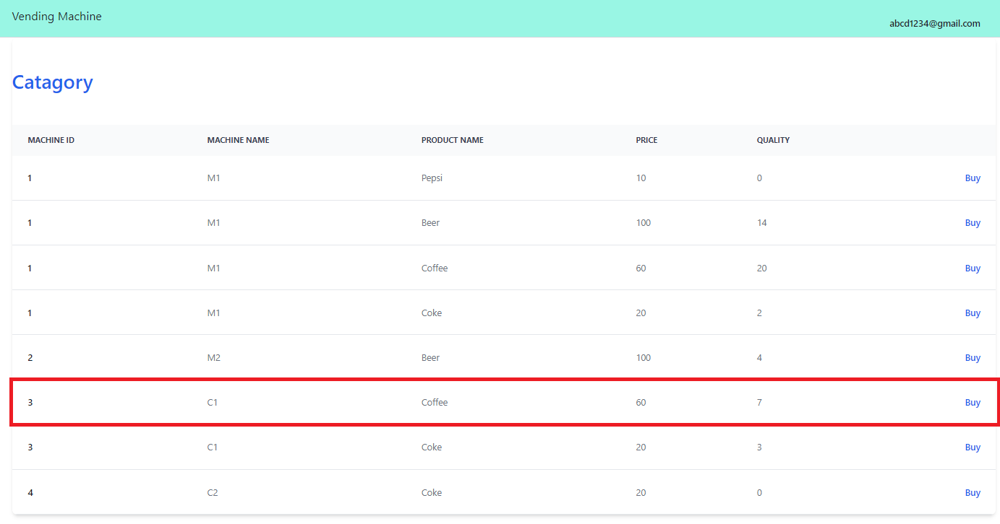 Vending Machine
abcd1234@gmail.com
Catagory
MACHINE ID MACHINE NAME PRODUCT NAME PRICE QUALITY
1 M1 Pepsi 10 0 Buy
1 M1 Beer 100 14 Buy
1 M1 Coffee 60 20 Buy
1 M1 Coke 20 2 Buy
2 M2 Beer 100 4 Buy
3 C1 Coffee 60 7 Buy
3 C1 Coke 20 3 Buy
4 C2 Coke 20 0 Buy